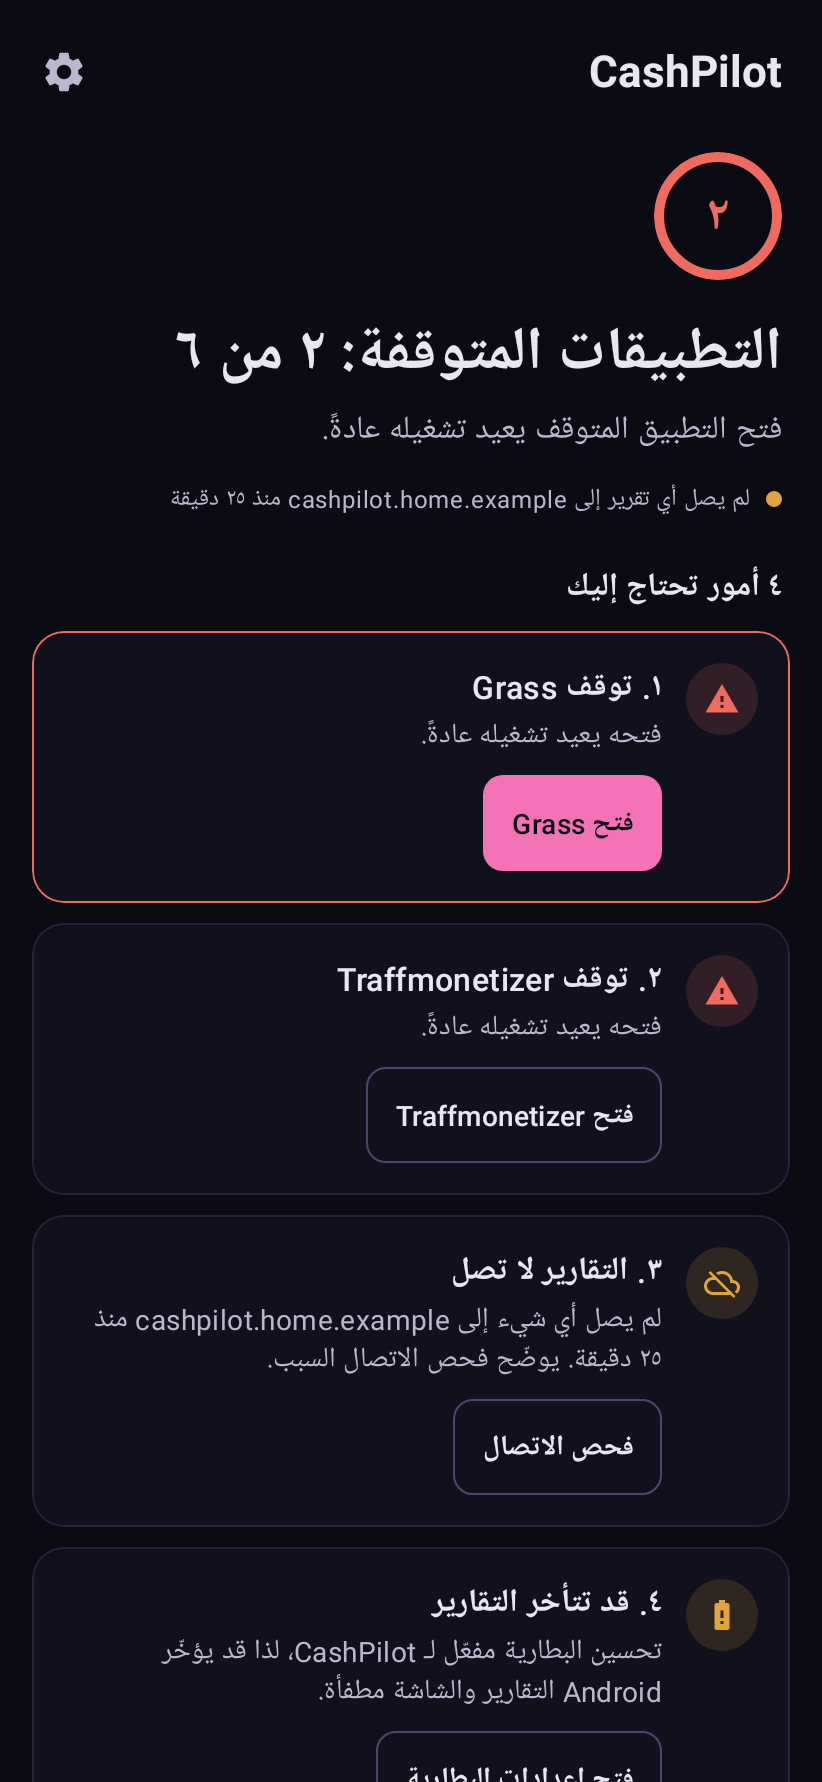 CashPilot
٢
التطبيقات المتوقفة: ٢ من ٦
فتح التطبيق المتوقف يعيد تشغيله عادةً.
لم يصل أي تقرير إلى cashpilot.home.example منذ ٢٥ دقيقة
٤ أمور تحتاج إليك
١. توقف Grass
فتحه يعيد تشغيله عادةً.
فتح Grass
٢. توقف Traffmonetizer
فتحه يعيد تشغيله عادةً.
فتح Traffmonetizer
٣. التقارير لا تصل
لم يصل أي شيء إلى cashpilot.home.example منذ
٢٥ دقيقة. يوضّح فحص الاتصال السبب.
فحص الاتصال
٤. قد تتأخر التقارير
تحسين البطارية مفعّل لـ CashPilot، لذا قد يؤخّر
Android التقارير والشاشة مطفأة.
فتح إعدادات البطارية